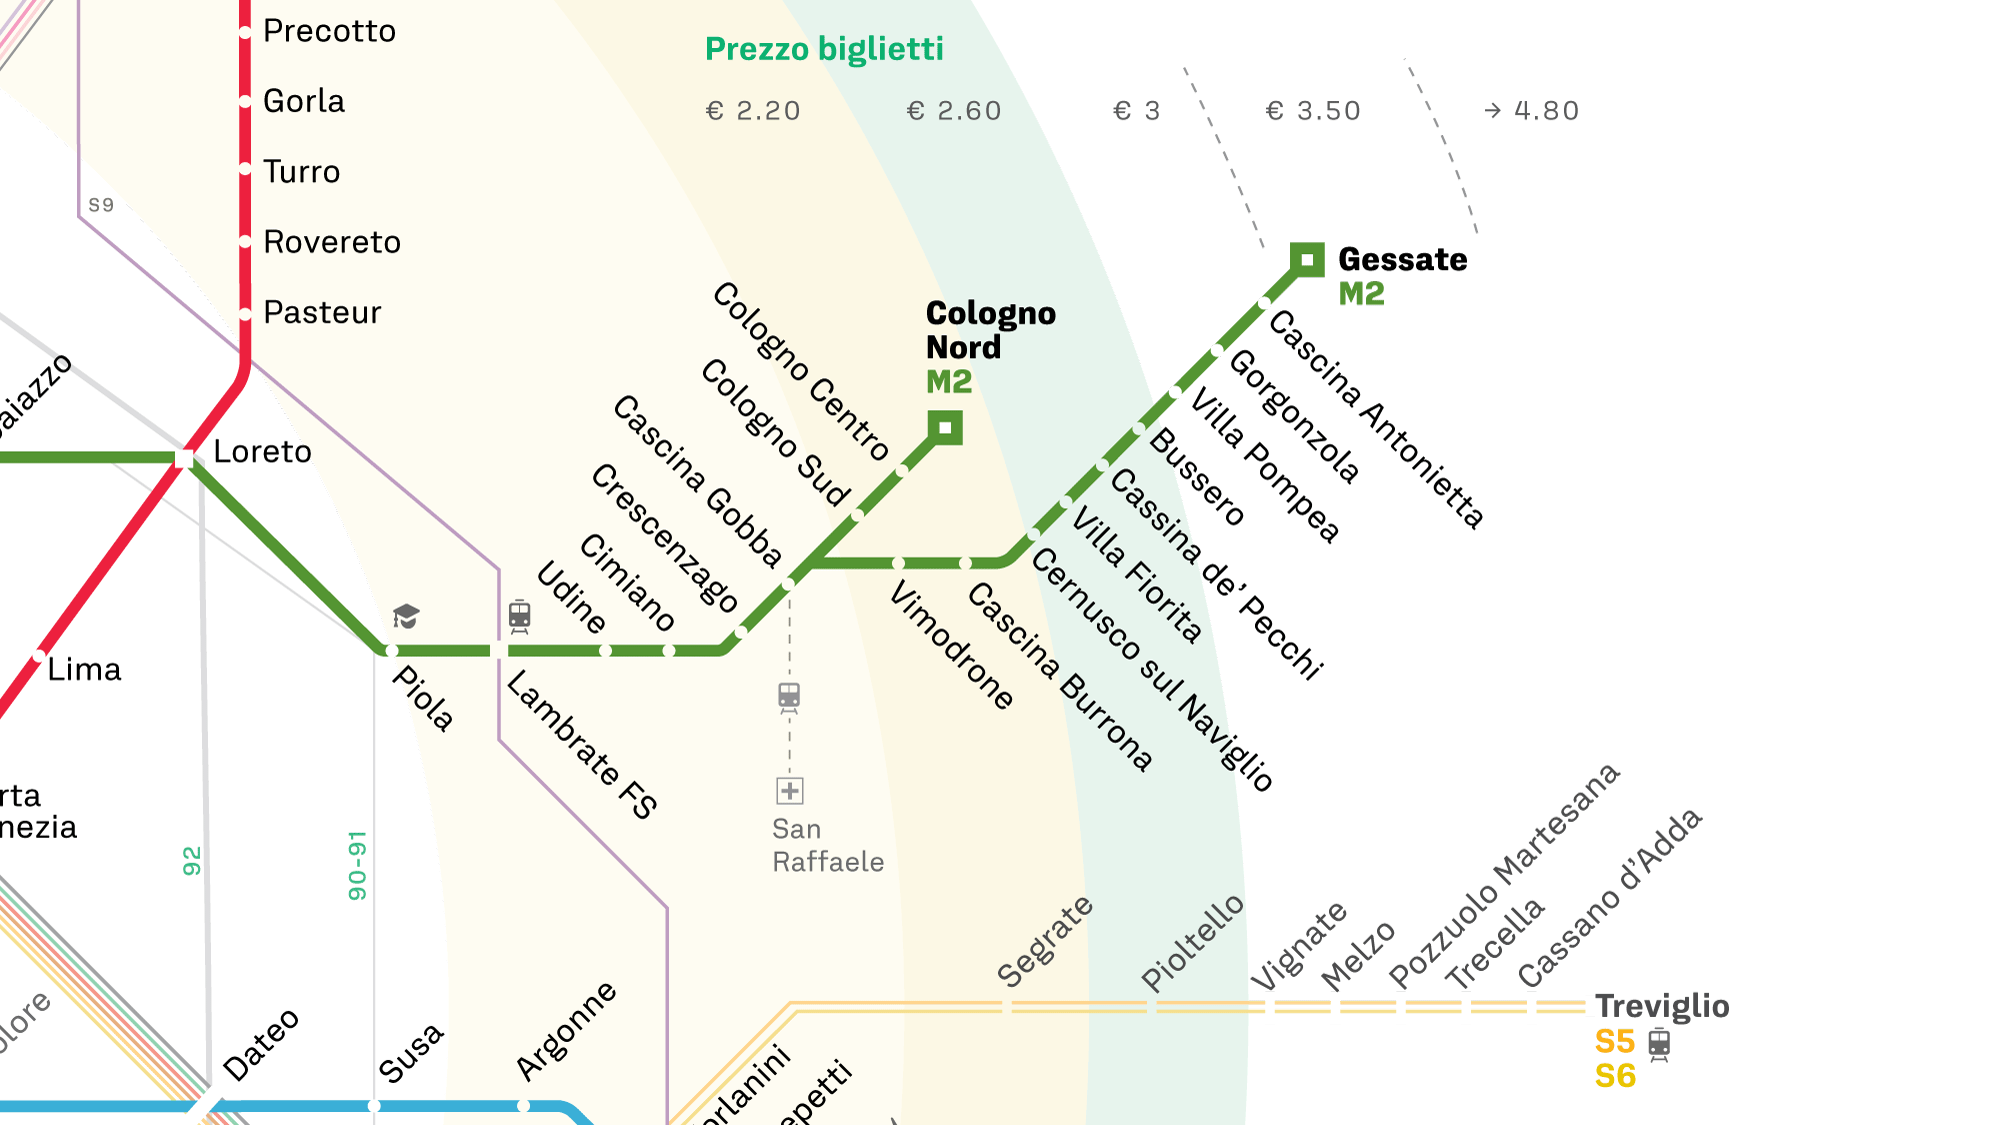 Precotto
Prezzo biglietti
Gorla
€ 2.20
€ 2.60
€ 3
€ 3.50
→ 4.80
Turro
S9
Rovereto
Pasteur
Gessate
M2
Cologno
Nord
M2
Cologno Centro
Cologno Sud
Cascina Gobba
Crescenzago
Cimiano
Udine
Cascina Antonietta
Gorgonzola
Villa Pompea
Bussero
Cassina de' Pecchi
Villa Fiorita
Cernusco sul Naviglio
Cascina Burrona
Vimodrone
aiazzo
Loreto
Lima
Piola
Lambrate FS
San
Raffaele
rta
nezia
92
90-91
Segrate
Pioltello
Vignate
Melzo
Pozzuolo Martesana
Trecella
Cassano d'Adda
Treviglio
S5
S6
olore
Dateo
Susa
Argonne
orlanini
epetti